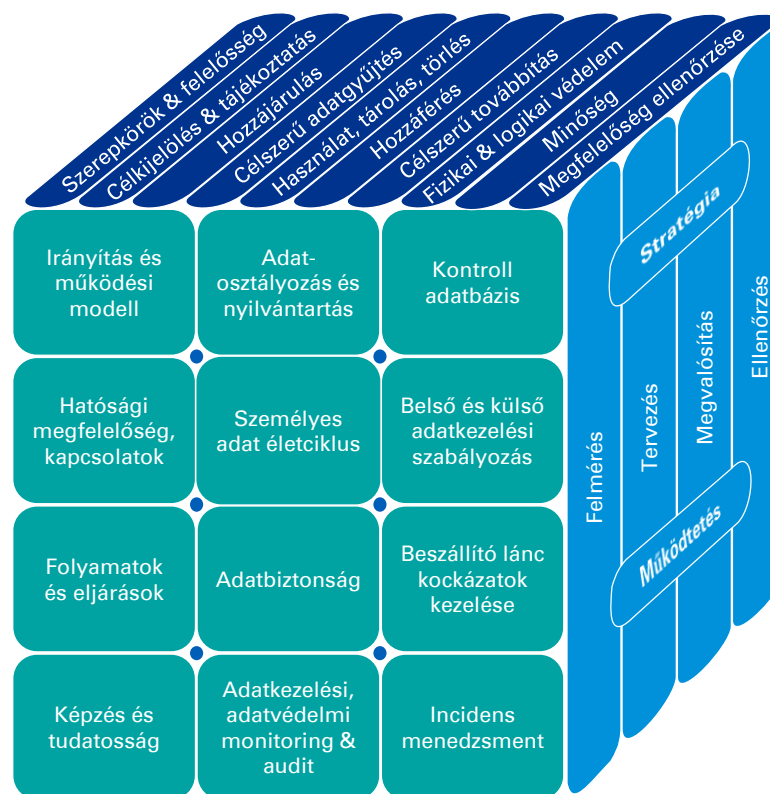 Szerepkörök & felelősség
Célkijelölés & tájékoztatás
Hozzájárulás
Célszerű adatgyűjtés
Használat, tárolás, törlés
Hozzáférés
Célszerű továbbítás
Fizikai & logikai védelem
Minőség
Megfelelőség ellenőrzése
Irányítás és
működési
modell
Adat-
osztályozás és
nyilvántartás
Kontroll
adatbázis
Hatósági
megfelelőség,
kapcsolatok
Személyes
adat életciklus
Belső és külső
adatkezelési
szabályozás
Folyamatok
és eljárások
Adatbiztonság
Beszállító lánc
kockázatok
kezelése
Képzés és
tudatosság
Adatkezelési,
adatvédelmi
monitoring &
audit
Incidens
menedzsment
Felmérés
Tervezés
Megvalósítás
Ellenőrzés
Stratégia
Működtetés